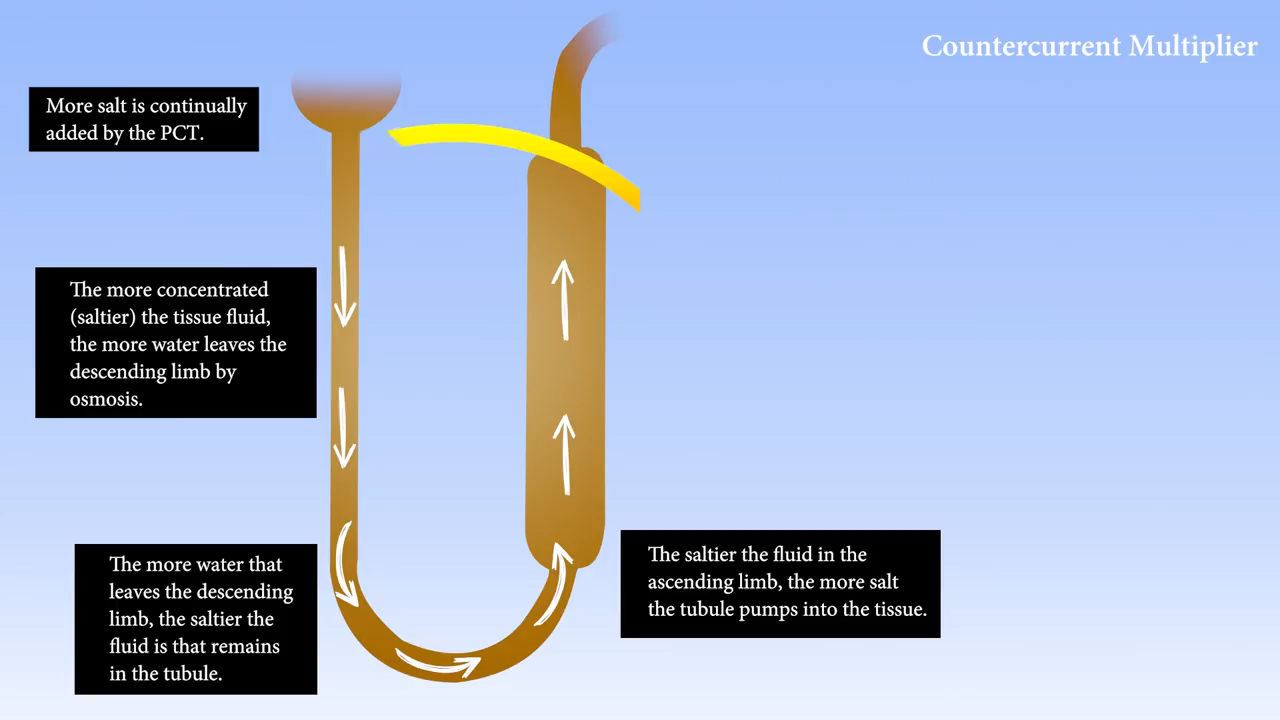 Countercurrent Multiplier
More salt is continually
added by the PCT.
The more concentrated
(saltier) the tissue fluid,
the more water leaves the
descending limb by
osmosis.
The more water that
leaves the descending
limb, the saltier the
fluid is that remains
in the tubule.
The saltier the fluid in the
ascending limb, the more salt
the tubule pumps into the tissue.